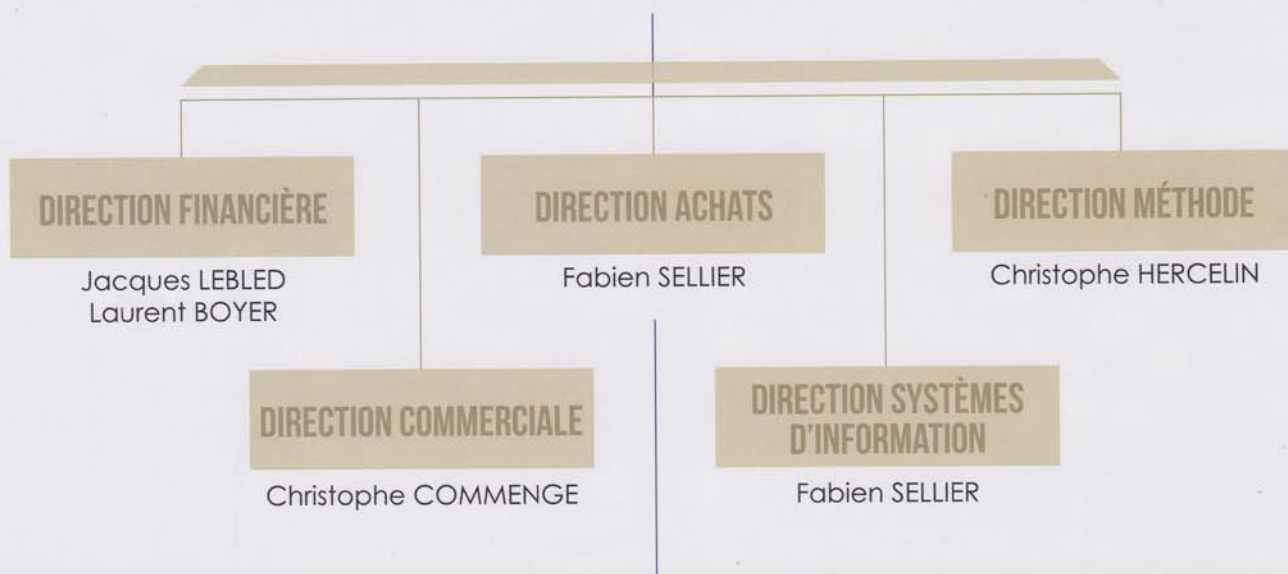 DIRECTION FINANCIÈRE
Jacques LEBLED
Laurent BOYER
DIRECTION ACHATS
Fabien SELLIER
DIRECTION MÉTHODE
Christophe HERCELIN
DIRECTION COMMERCIALE
Christophe COMMENGE
DIRECTION SYSTÈMES
D'INFORMATION
Fabien SELLIER